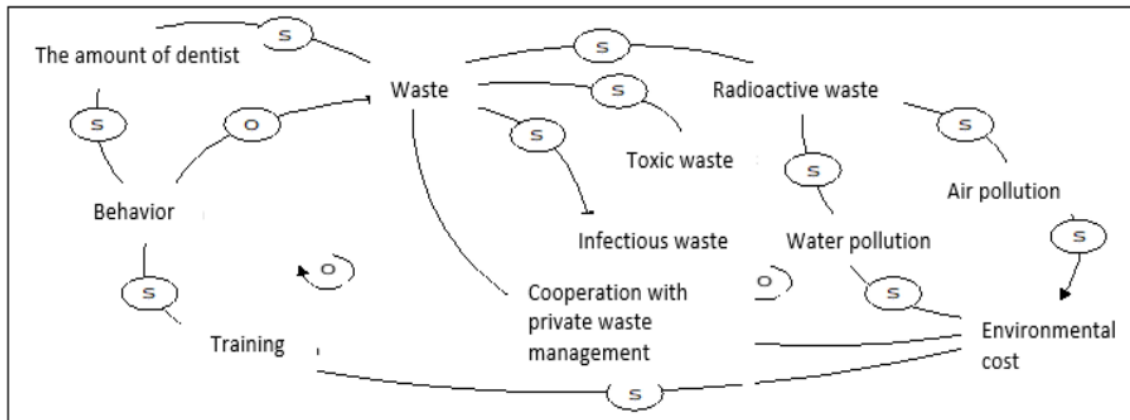 The amount of dentist
s
s
Waste
Radioactive waste
s
s
o
s
s
Toxic waste
s
Air pollution
Behavior
Infectious waste
Water pollution
s
o
o
s
s
Cooperation with
private waste
management
Training
Environmental
cost
s